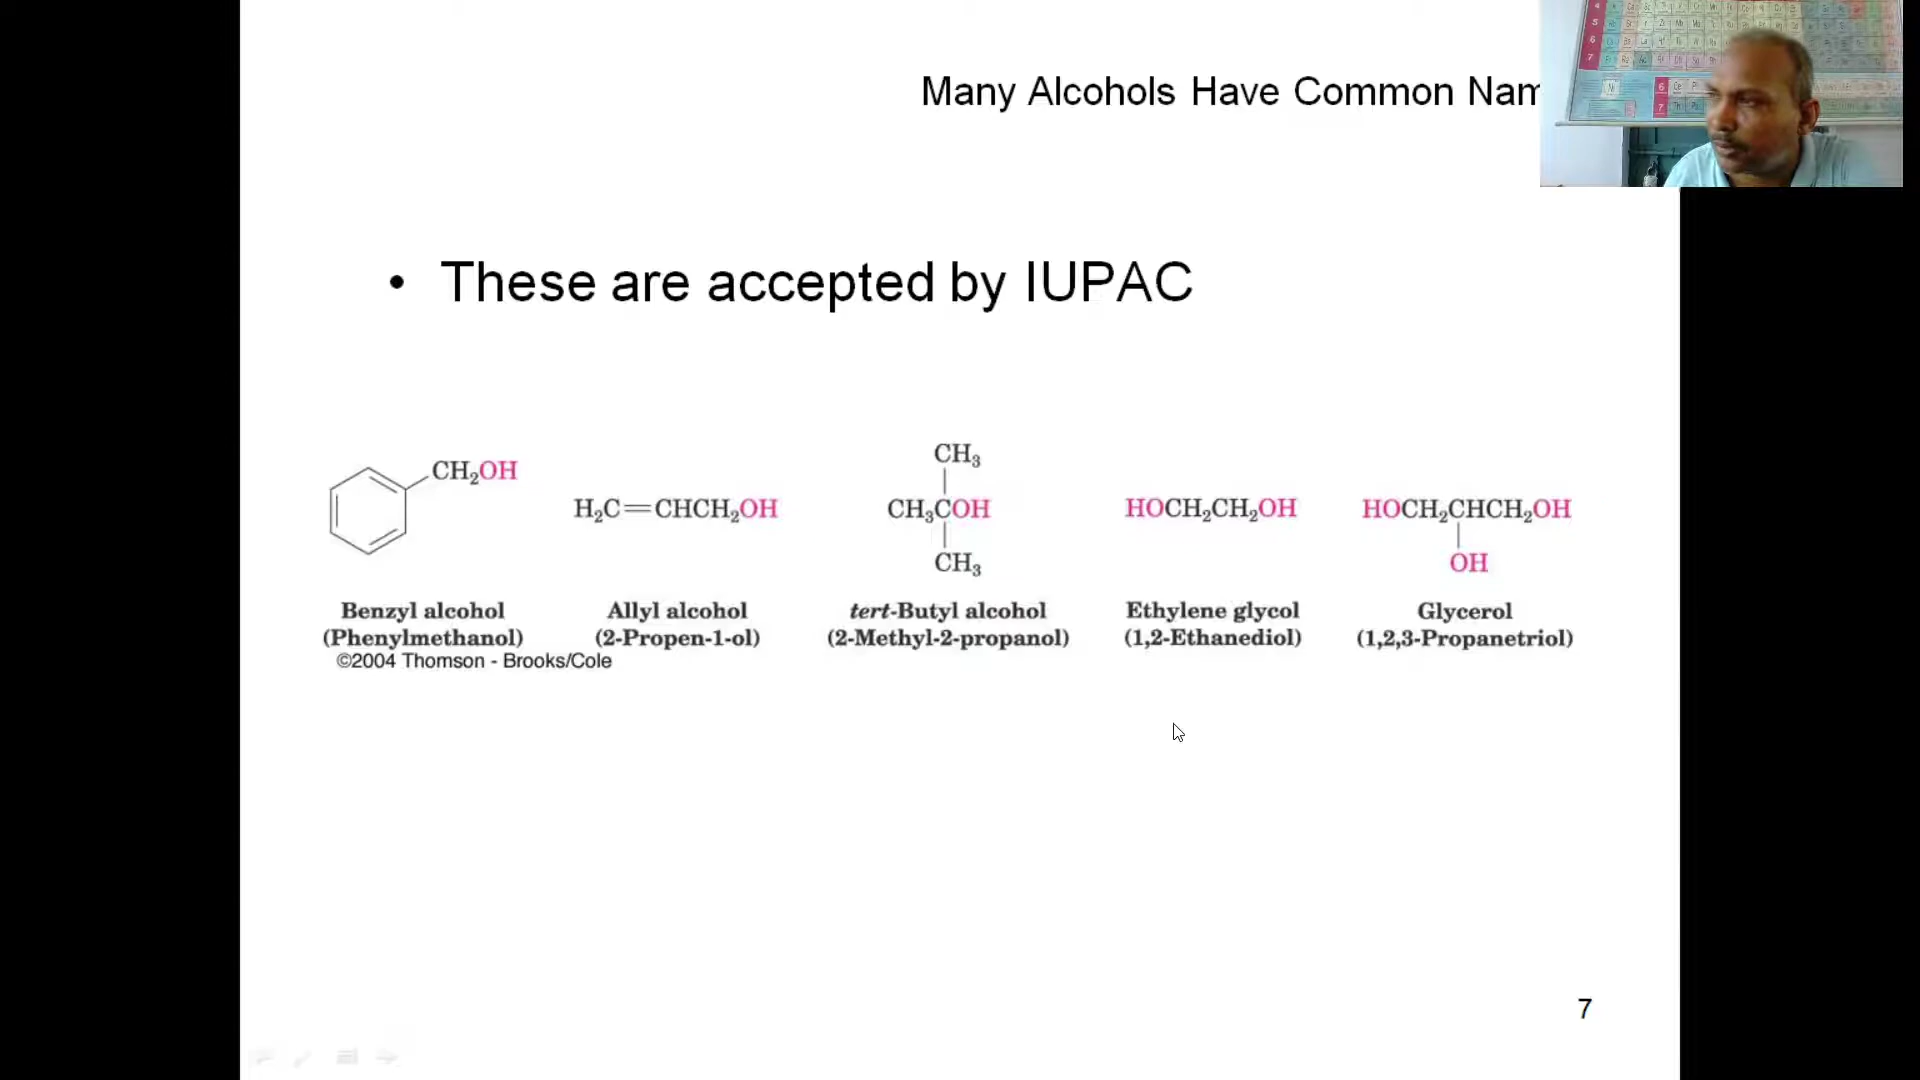 Many Alcohols Have Common Nam
• These are accepted by IUPAC
CH₂OH
H₂C=CHCH₂OH
CH₃
CH₃COH
CH₃
HOCH₂CH₂OH
HOCH₂CHCH₂OH
OH
Benzyl alcohol
(Phenylmethanol)
Allyl alcohol
(2-Propen-1-ol)
tert-Butyl alcohol
(2-Methyl-2-propanol)
Ethylene glycol
(1,2-Ethanediol)
Glycerol
(1,2,3-Propanetriol)
©2004 Thomson - Brooks/Cole
7